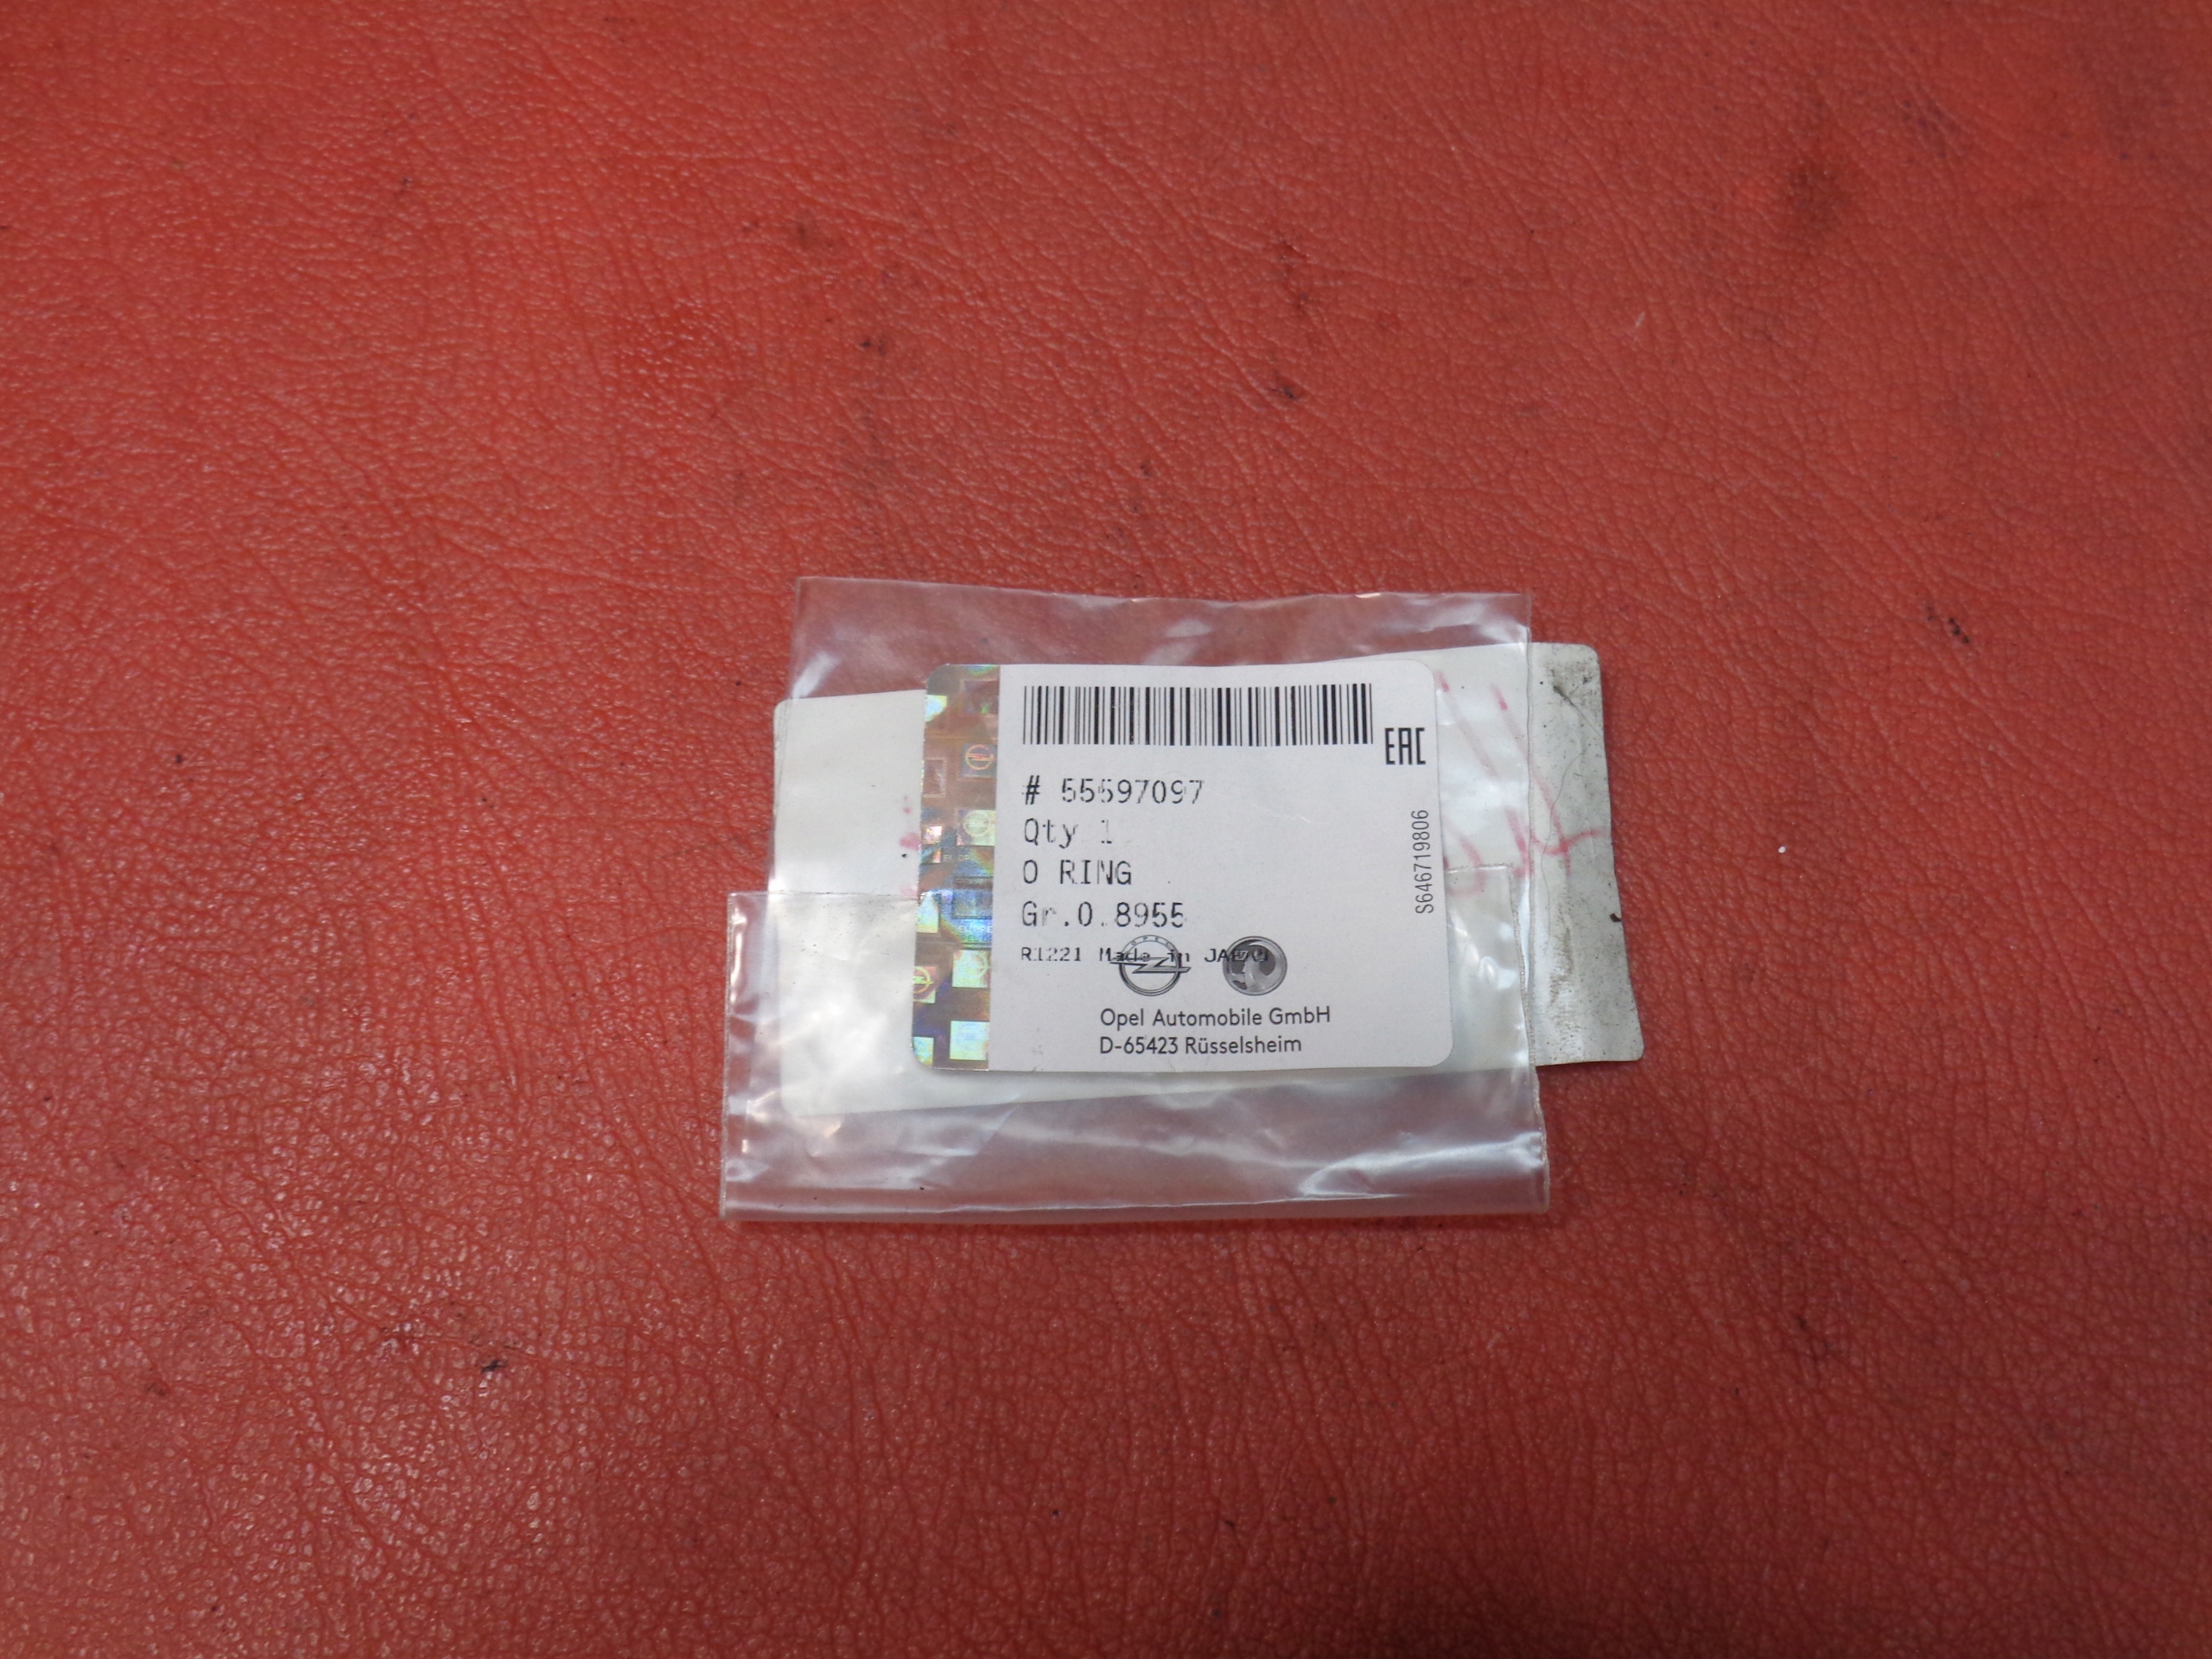 EAC
# 55597097
Qty 1
O RING
Gr.0.8955
R1221 Made in JAPAN
Opel Automobile GmbH
D-65423 Rüsselsheim
S646719806